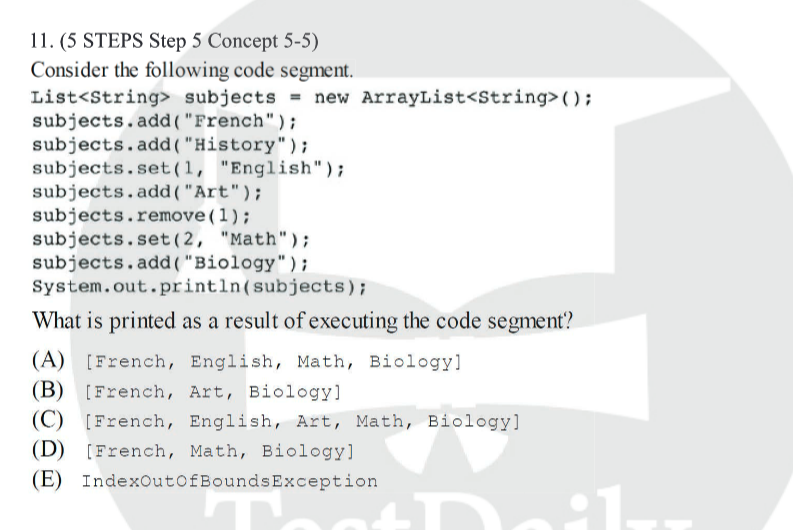 11. (5 STEPS Step 5 Concept 5-5)
Consider the following code segment.
List<String> subjects = new ArrayList<String>();
subjects.add("French");
subjects.add("History");
subjects.set(1, "English");
subjects.add("Art");
subjects.remove(1);
subjects.set(2, "Math");
subjects.add("Biology");
System.out.println(subjects);
What is printed as a result of executing the code segment?
(A) [French, English, Math, Biology]
(B) [French, Art, Biology]
(C) [French, English, Art, Math, Biology]
(D) [French, Math, Biology]
(E) IndexOutOfBoundsException
TestDaily